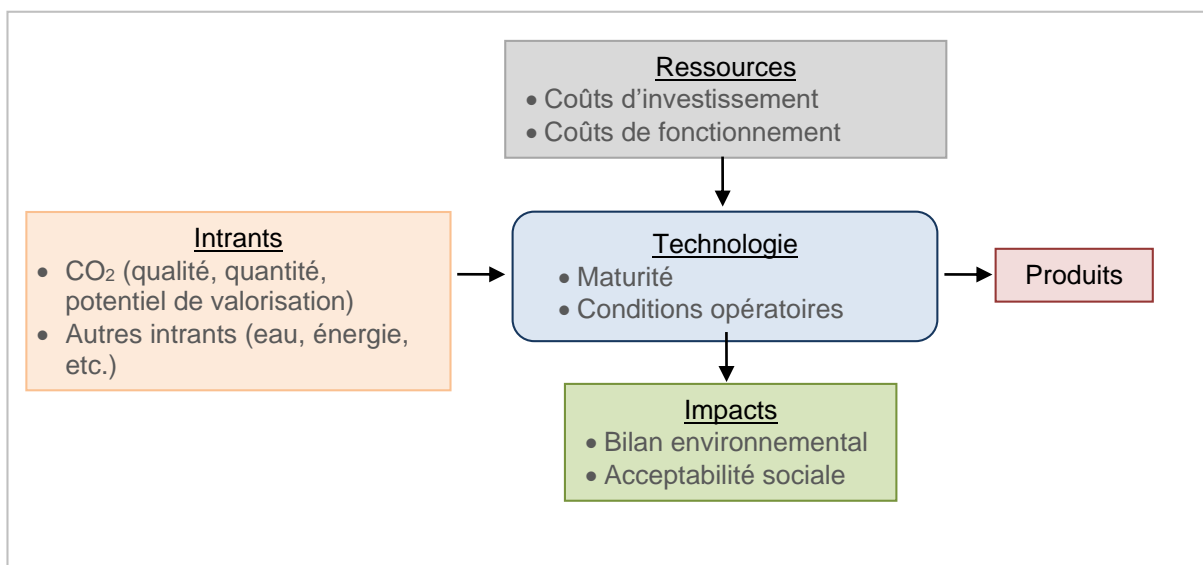 Ressources
• Coûts d’investissement
• Coûts de fonctionnement
Intrants
• CO₂ (qualité, quantité,
potentiel de valorisation)
• Autres intrants (eau, énergie,
etc.)
Technologie
• Maturité
• Conditions opératoires
Produits
Impacts
• Bilan environnemental
• Acceptabilité sociale